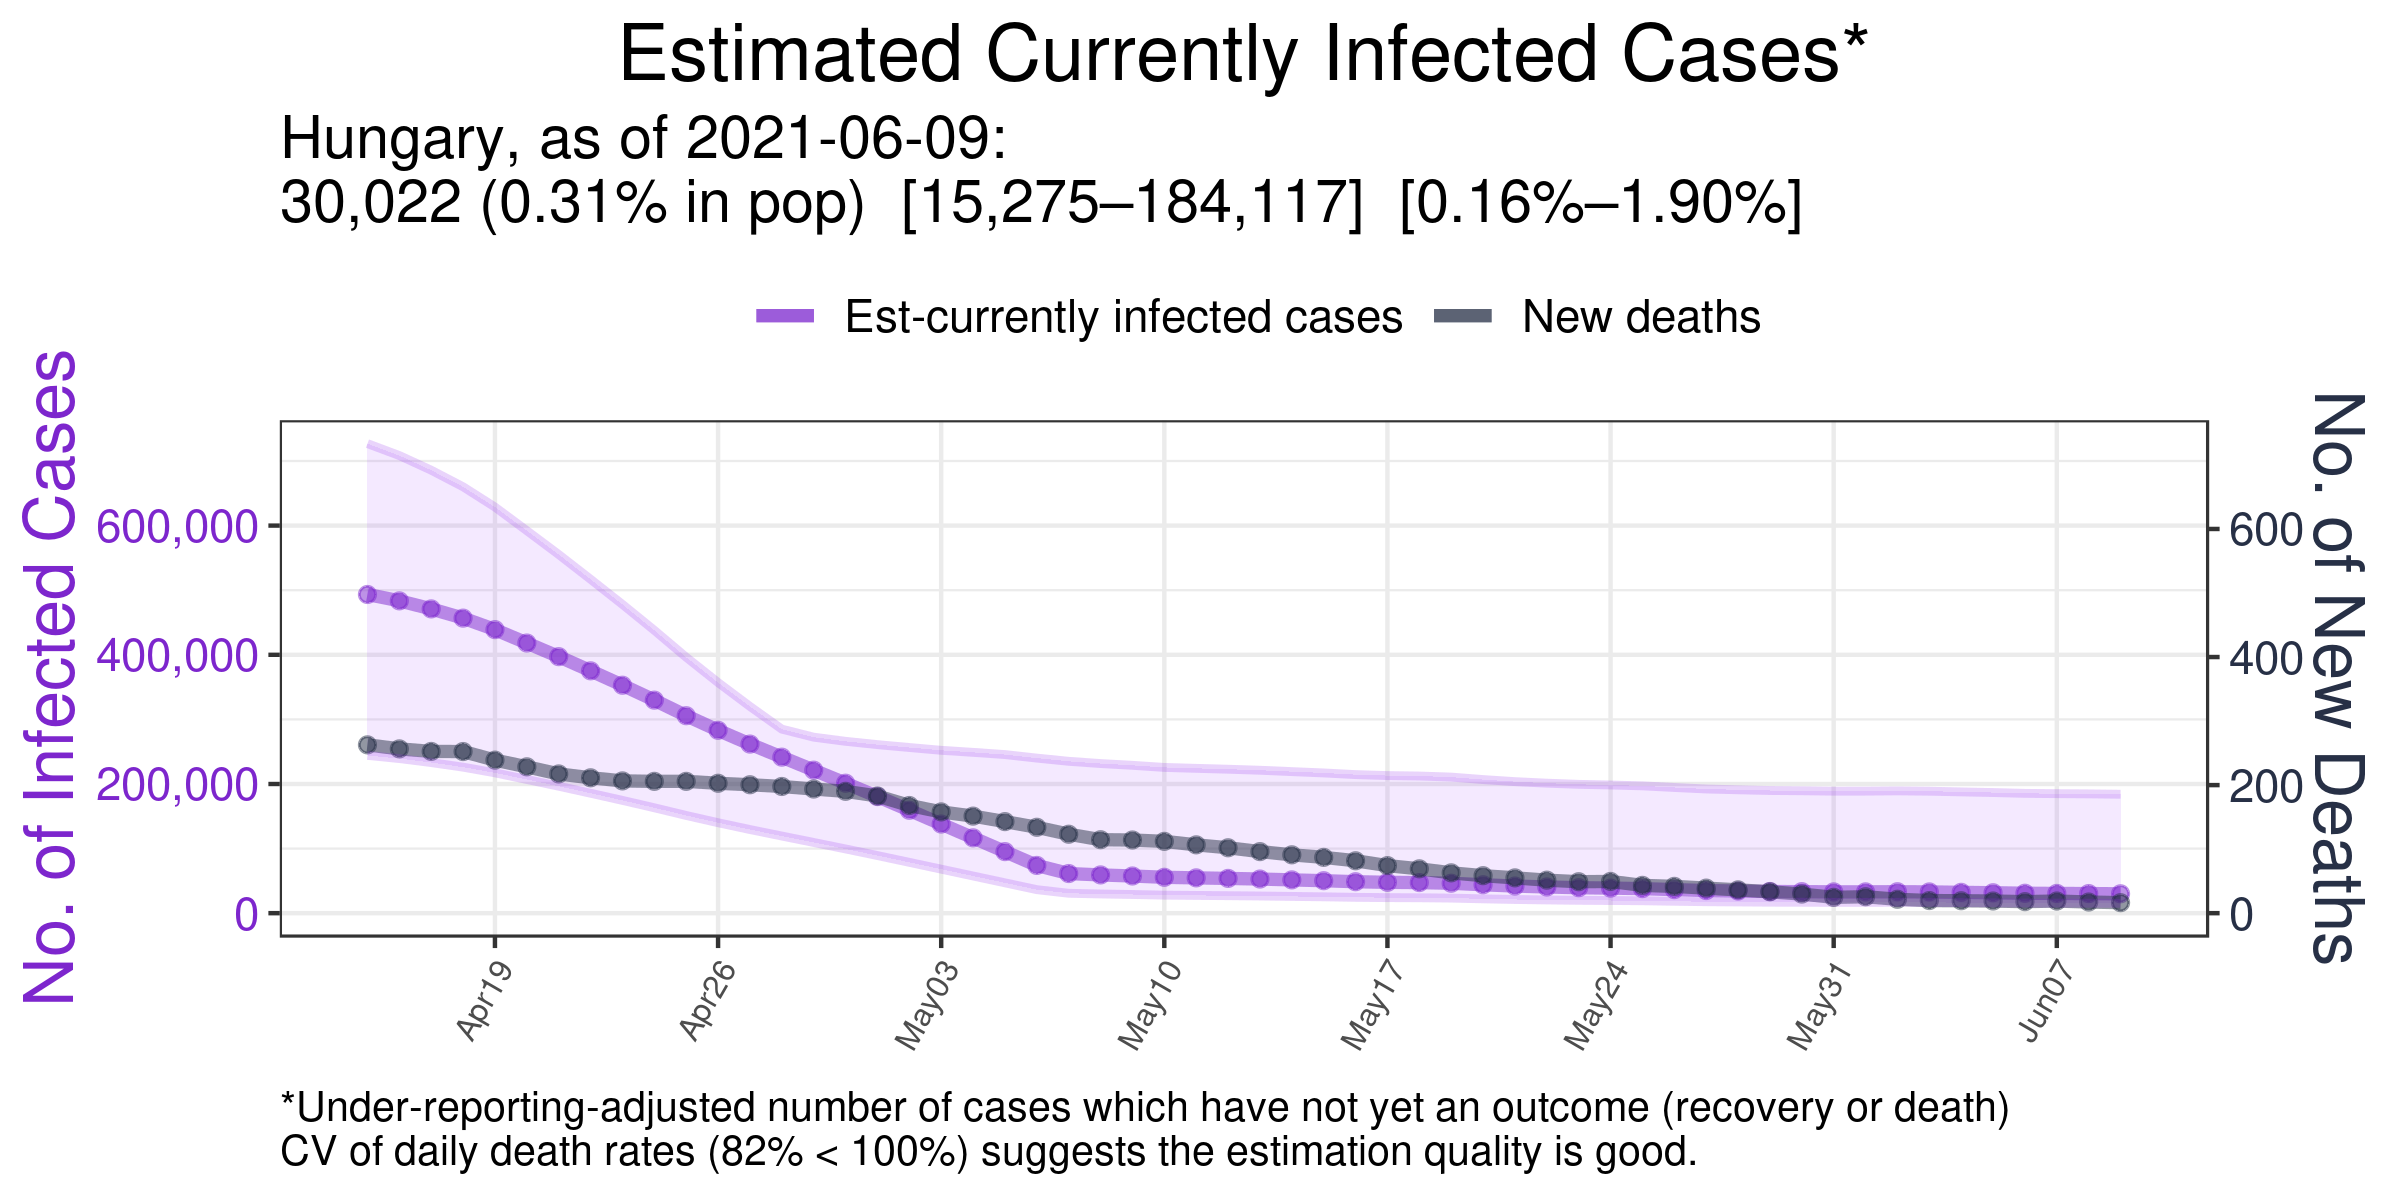 Estimated Currently Infected Cases*
Hungary, as of 2021-06-09:
30,022 (0.31% in pop)  [15,275–184,117]  [0.16%–1.90%]
Est-currently infected cases
New deaths
No. of Infected Cases
600,000
400,000
200,000
0
600
400
200
0
No. of New Deaths
Apr19
Apr26
May03
May10
May17
May24
May31
Jun07
*Under-reporting-adjusted number of cases which have not yet an outcome (recovery or death)
CV of daily death rates (82% < 100%) suggests the estimation quality is good.